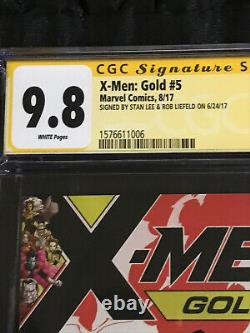 CGC Signature S
9.8
WHITE Pages
X-Men: Gold #5
Marvel Comics, 8/17
SIGNED BY STAN LEE & ROB LIEFELD ON 6/24/17
1576611006
X-ME
GOL
ebay